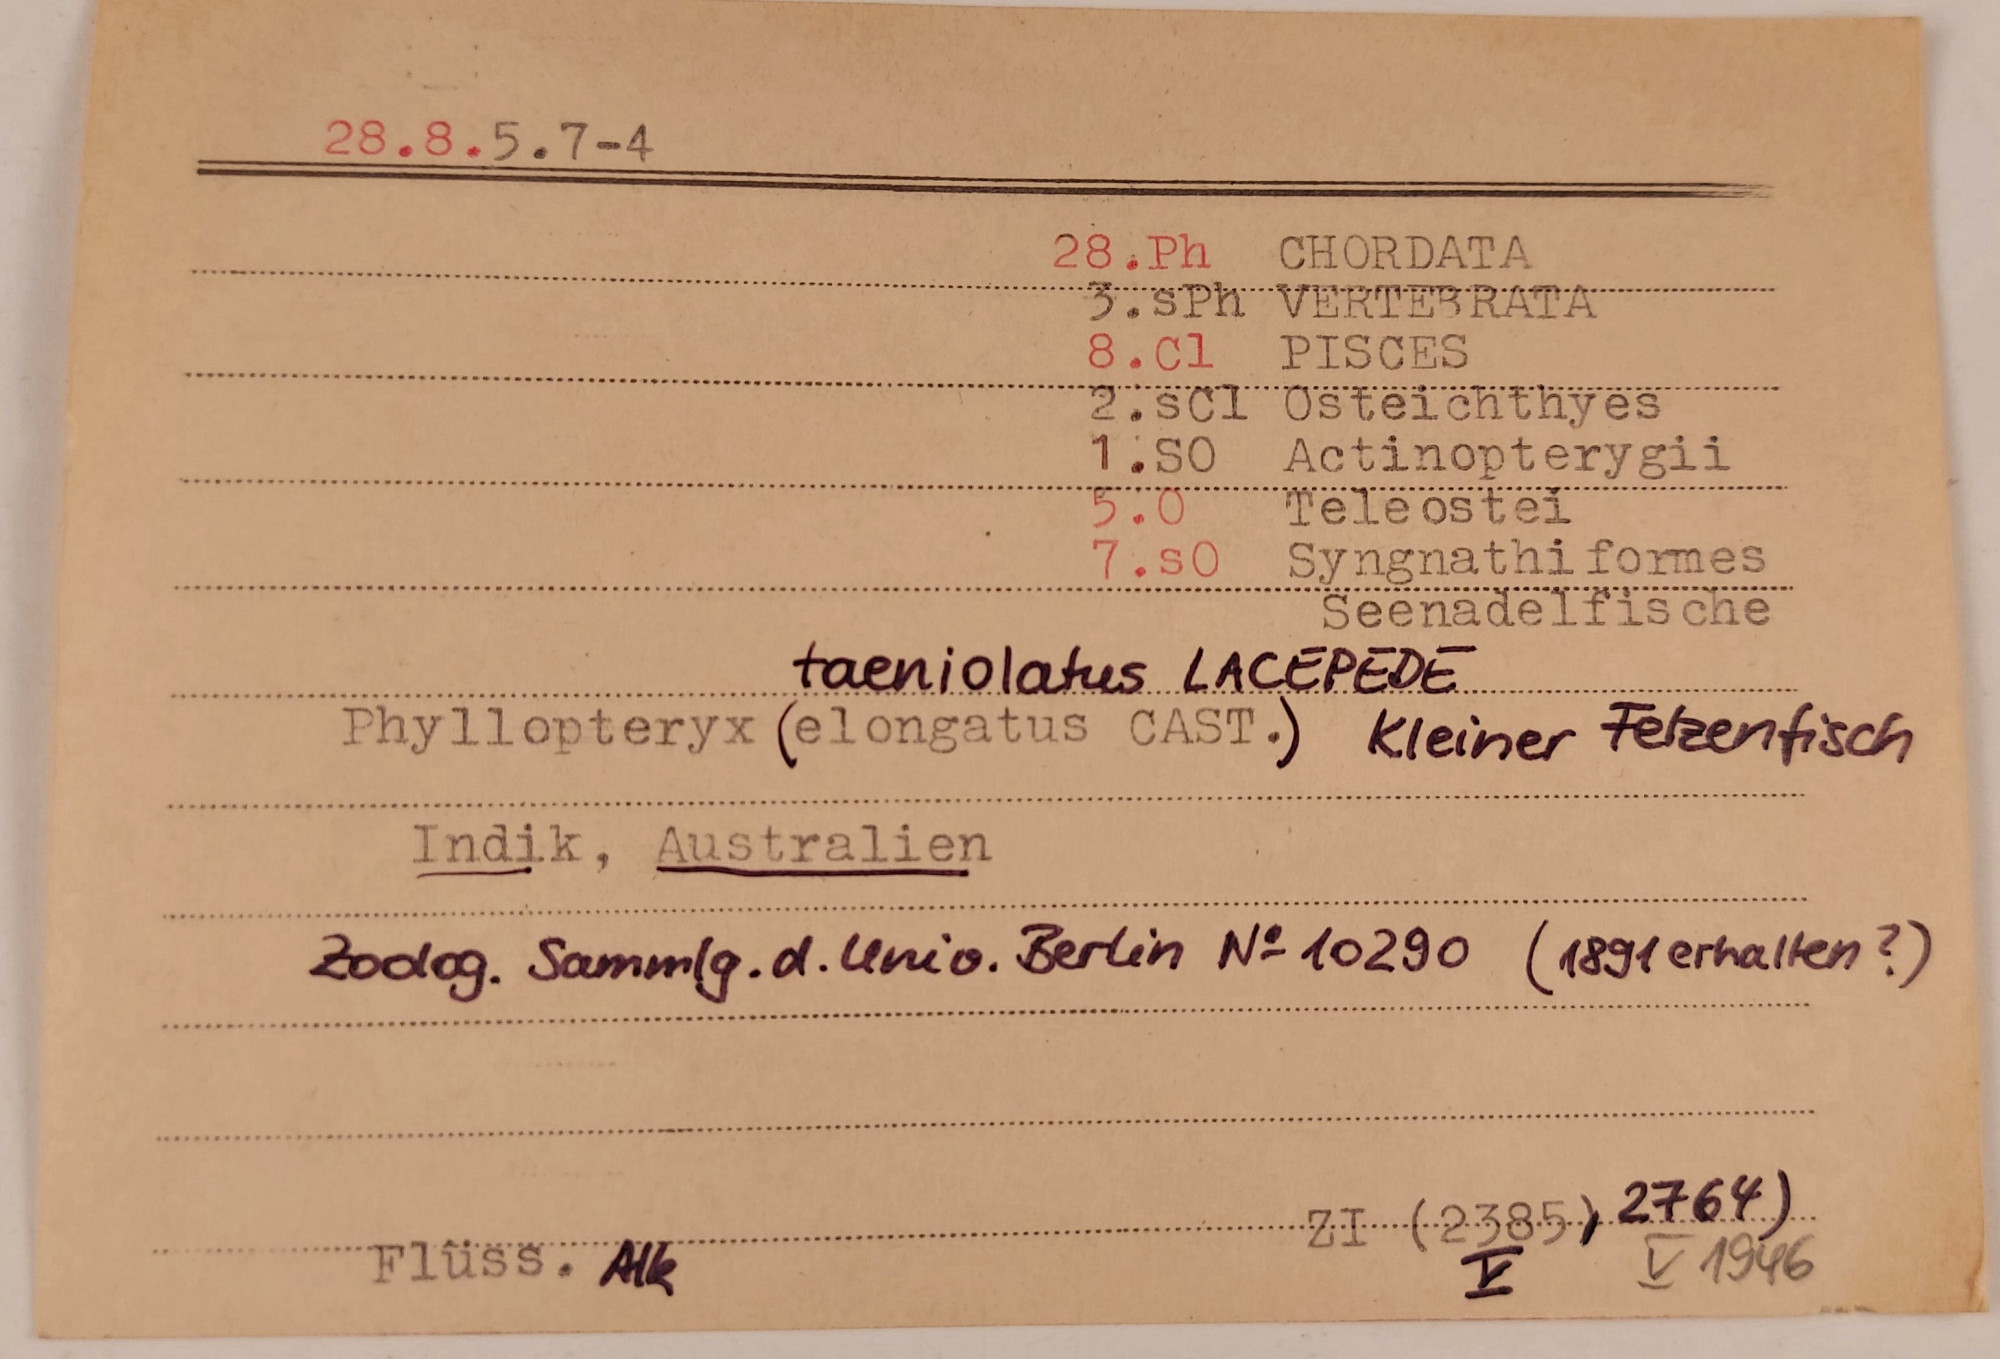 28.8.5.7-4
28.Ph CHORDATA
3.sPh VERTEBRATA
8.Cl PISCES
2.sCl Osteichthyes
1.SO Actinopterygii
5.O Teleostei
7.sO Syngnathiformes
Seenadelfische
taeniolatus LACEPEDE
Phyllopteryx (elongatus CAST.) Kleiner Fetzenfisch
Indik, Australien
Zoolog. Sammlg. d. Univ. Berlin No 10290 (1891 erhalten?)
ZI (2385), 2764)
Flüss. Alk V V 1946